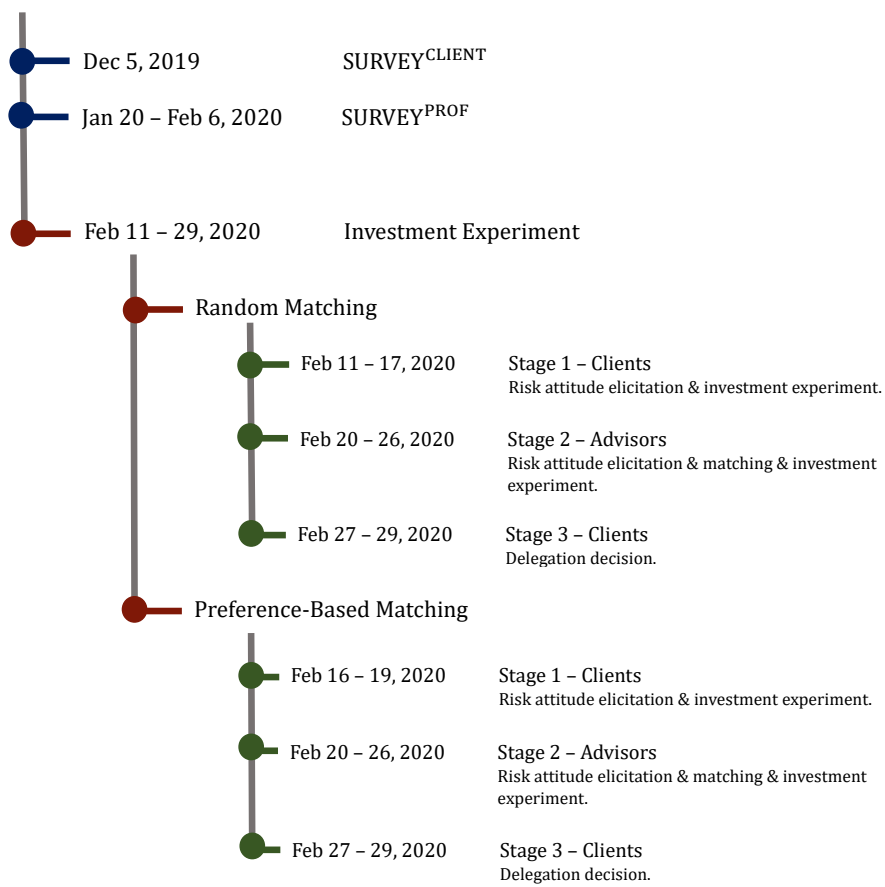 Dec 5, 2019 SURVEY^CLIENT
Jan 20 – Feb 6, 2020 SURVEY^PROF
Feb 11 – 29, 2020 Investment Experiment
Random Matching
Feb 11 – 17, 2020 Stage 1 – Clients
Risk attitude elicitation & investment experiment.
Feb 20 – 26, 2020 Stage 2 – Advisors
Risk attitude elicitation & matching & investment
experiment.
Feb 27 – 29, 2020 Stage 3 – Clients
Delegation decision.
Preference-Based Matching
Feb 16 – 19, 2020 Stage 1 – Clients
Risk attitude elicitation & investment experiment.
Feb 20 – 26, 2020 Stage 2 – Advisors
Risk attitude elicitation & matching & investment
experiment.
Feb 27 – 29, 2020 Stage 3 – Clients
Delegation decision.